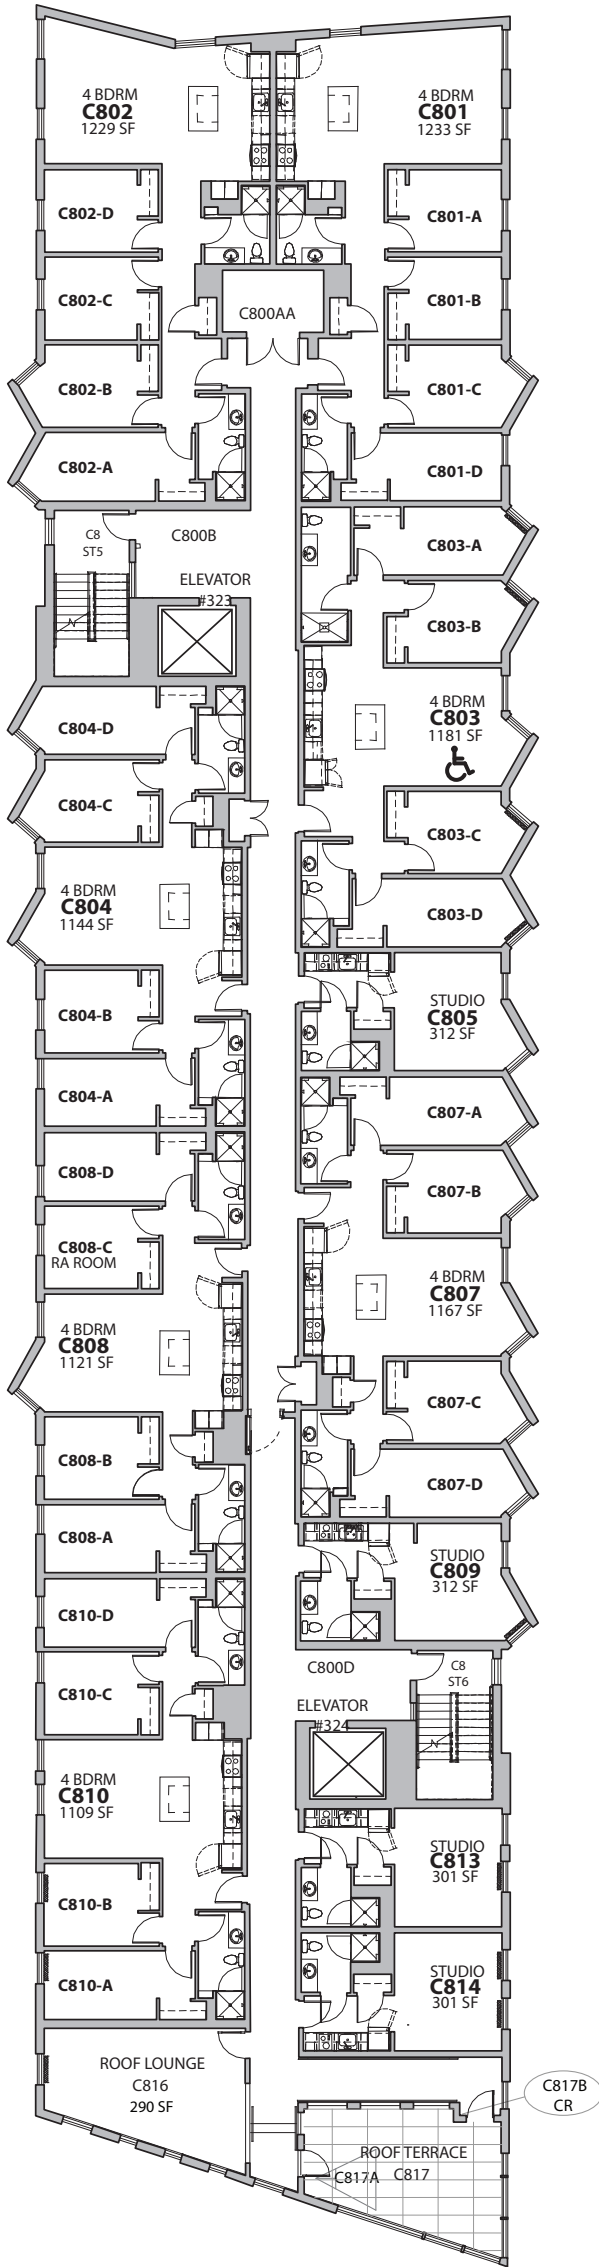 4 BDRM
C802
1229 SF
4 BDRM
C801
1233 SF
C802-D
C801-A
C802-C
C801-B
C800AA
C802-B
C801-C
C802-A
C801-D
C8
ST5
C800B
C803-A
ELEVATOR
#323
C803-B
4 BDRM
C803
1181 SF
C804-D
C804-C
C803-C
4 BDRM
C804
1144 SF
C803-D
C804-B
STUDIO
C805
312 SF
C804-A
C807-A
C808-D
C807-B
C808-C
RA ROOM
4 BDRM
C807
1167 SF
4 BDRM
C808
1121 SF
C807-C
C808-B
C807-D
C808-A
STUDIO
C809
312 SF
C810-D
C800D
C8
ST6
C810-C
ELEVATOR
#324
N
4 BDRM
C810
1109 SF
STUDIO
C813
301 SF
C810-B
C810-A
STUDIO
C814
301 SF
ROOF LOUNGE
C816
290 SF
C817B
CR
ROOF TERRACE
C817A
C817